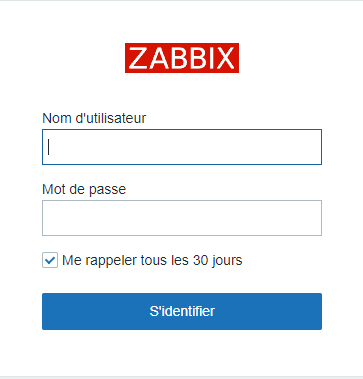 ZABBIX
Nom d'utilisateur
Mot de passe
Me rappeler tous les 30 jours
S'identifier